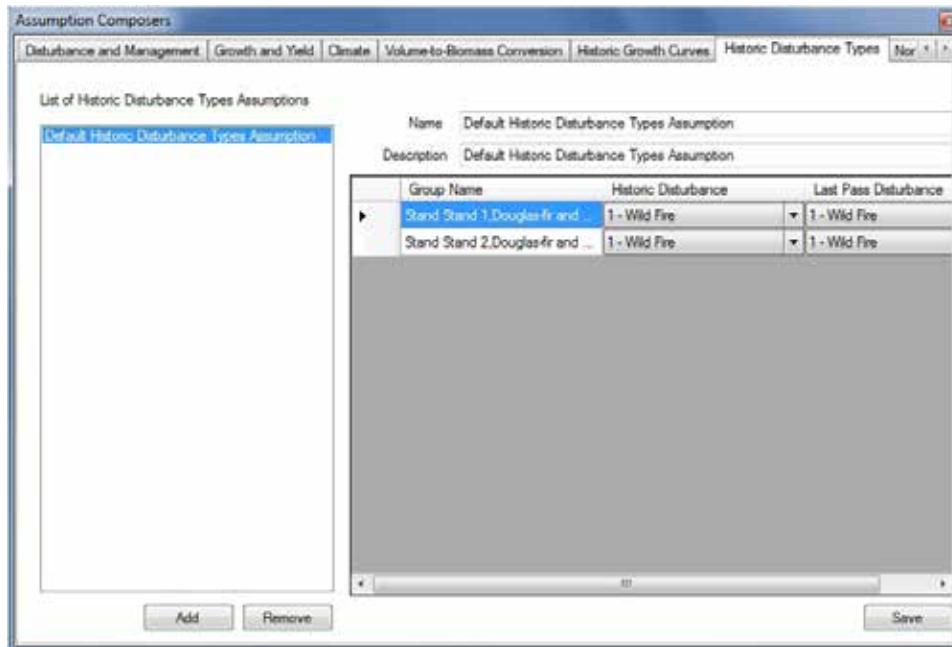 Assumption Composers
Disturbance and Management Growth and Yield Climate Volume-to-Biomass Conversion Historic Growth Curves Historic Disturbance Types Nor
List of Historic Disturbance Types Assumptions
Default Historic Disturbance Types Assumption
Name Default Historic Disturbance Types Assumption
Description Default Historic Disturbance Types Assumption
Group Name Historic Disturbance Last Pass Disturbance
Stand Stand 1,Douglas-fir and ... 1 - Wild Fire 1 - Wild Fire
Stand Stand 2,Douglas-fir and ... 1 - Wild Fire 1 - Wild Fire
Add Remove Save